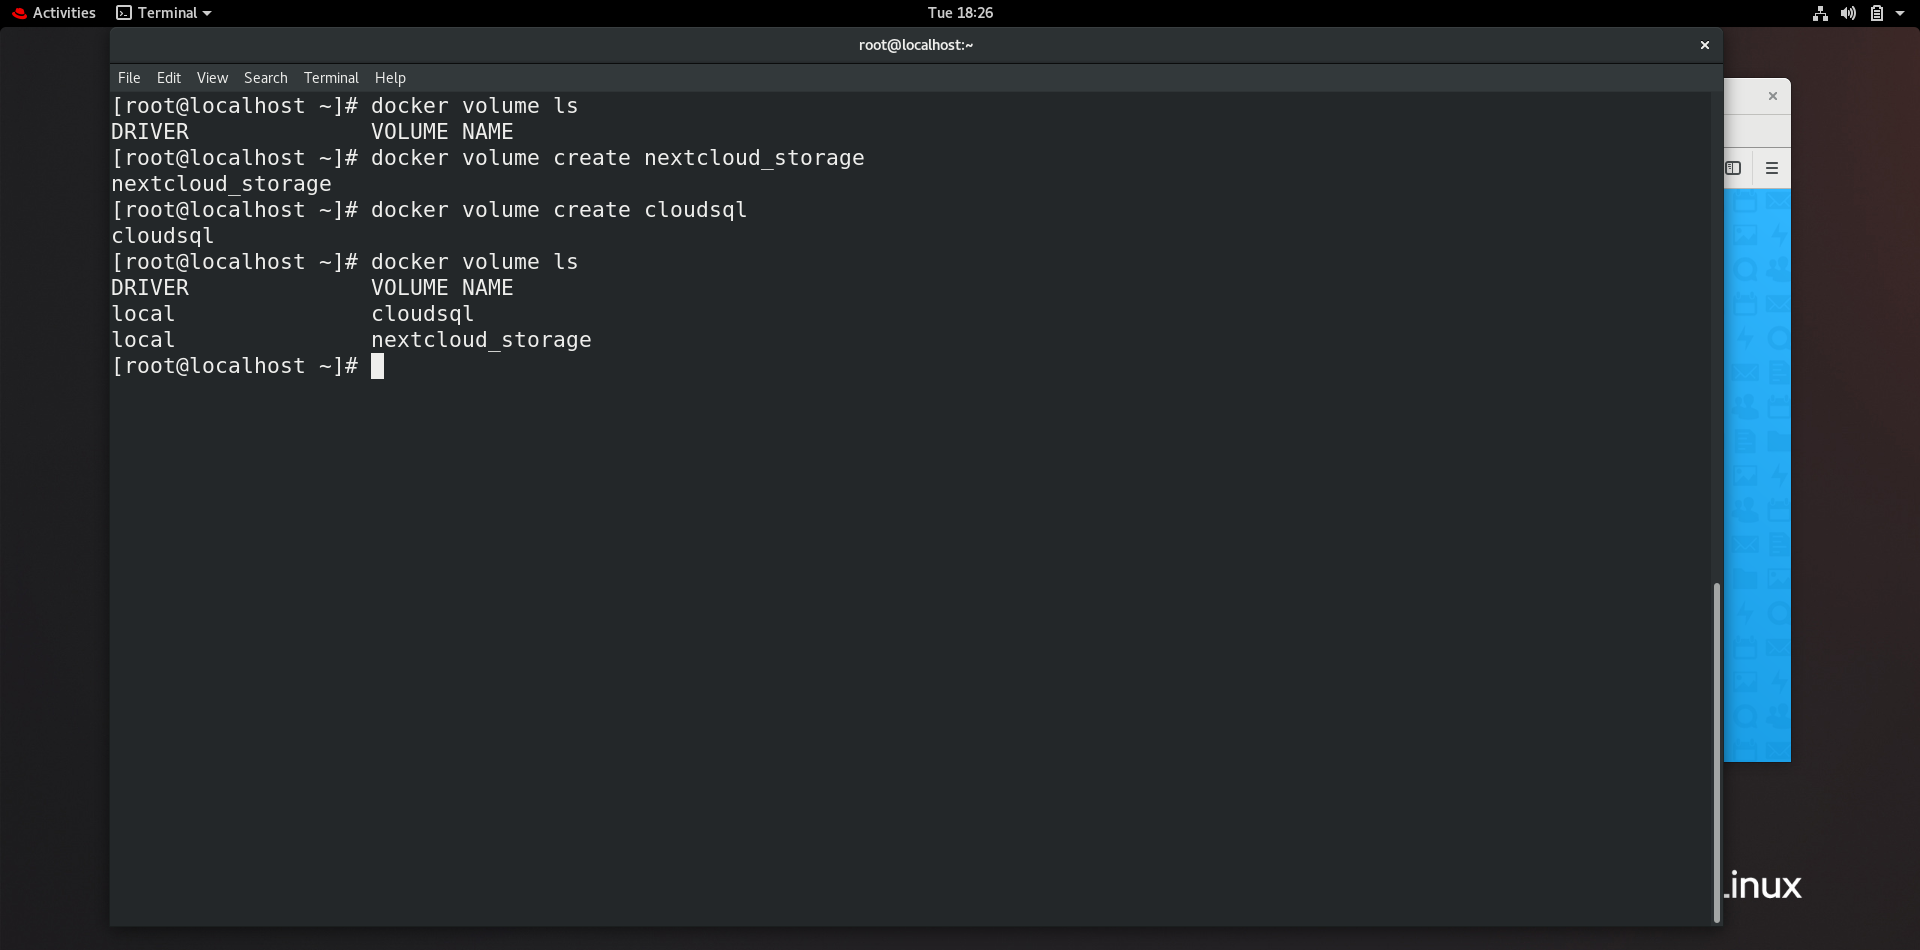 Activities Terminal Tue 18:26
root@localhost:~
File Edit View Search Terminal Help
[root@localhost ~]# docker volume ls
DRIVER VOLUME NAME
[root@localhost ~]# docker volume create nextcloud_storage
nextcloud_storage
[root@localhost ~]# docker volume create cloudsql
cloudsql
[root@localhost ~]# docker volume ls
DRIVER VOLUME NAME
local cloudsql
local nextcloud_storage
[root@localhost ~]#
Linux